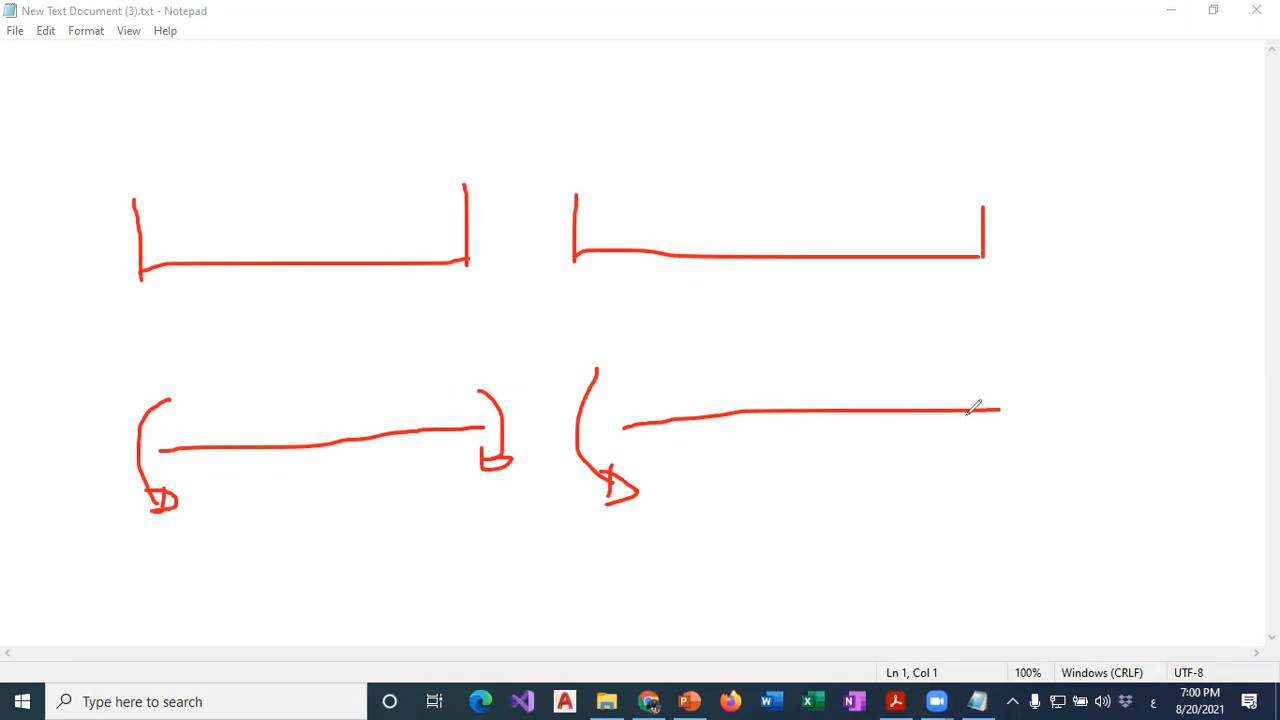 New Text Document (3).txt - Notepad
File Edit Format View Help
Ln 1, Col 1 100% Windows (CRLF) UTF-8
Type here to search
ع 7:00 PM
8/20/2021